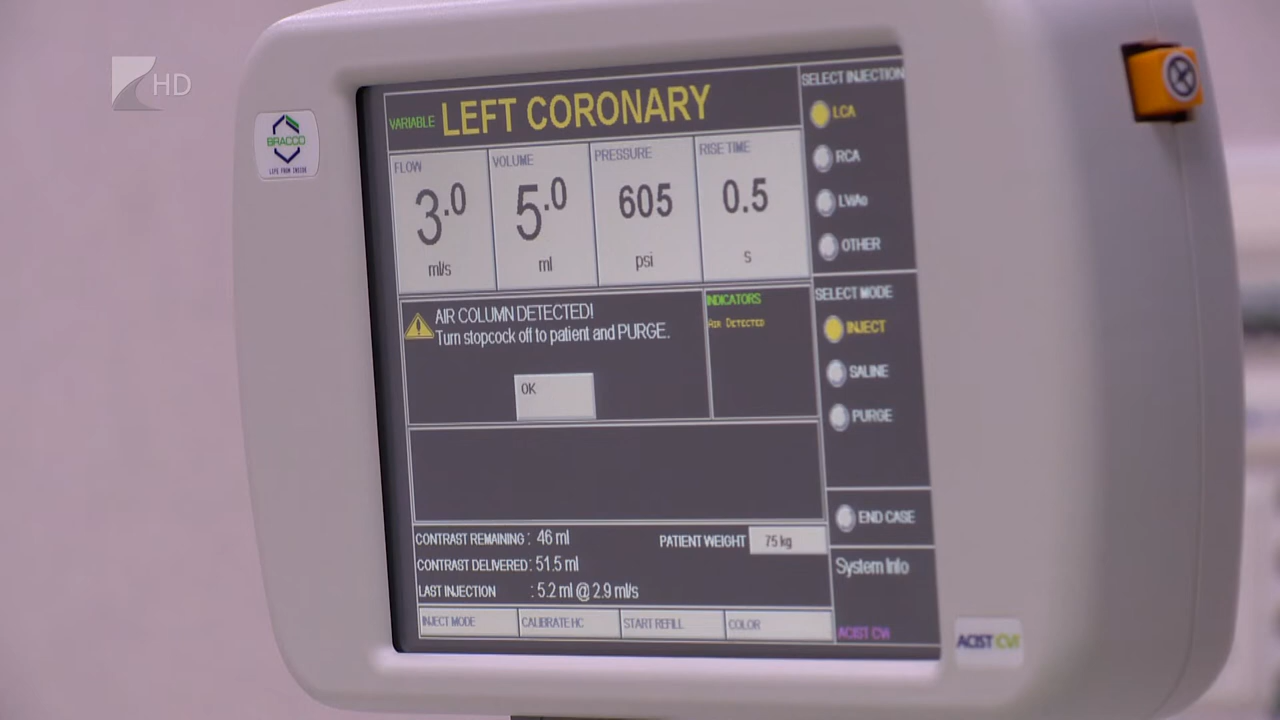 HD
BRACCO
LIFE FROM INSIDE
VARIABLE LEFT CORONARY
FLOW
3.0
ml/s
VOLUME
5.0
ml
PRESSURE
605
psi
RISE TIME
0.5
s
AIR COLUMN DETECTED!
Turn stopcock off to patient and PURGE.
OK
INDICATORS
AIR DETECTED
CONTRAST REMAINING : 46 ml
PATIENT WEIGHT 75 kg
CONTRAST DELIVERED : 51.5 ml
LAST INJECTION : 5.2 ml @ 2.9 ml/s
INJECT MODE
CALIBRATE HC
START REFILL
COLOR
SELECT INJECTION
LCA
RCA
LV/Ao
OTHER
SELECT MODE
INJECT
SALINE
PURGE
END CASE
System Info
ACIST CVi
ACIST CVi